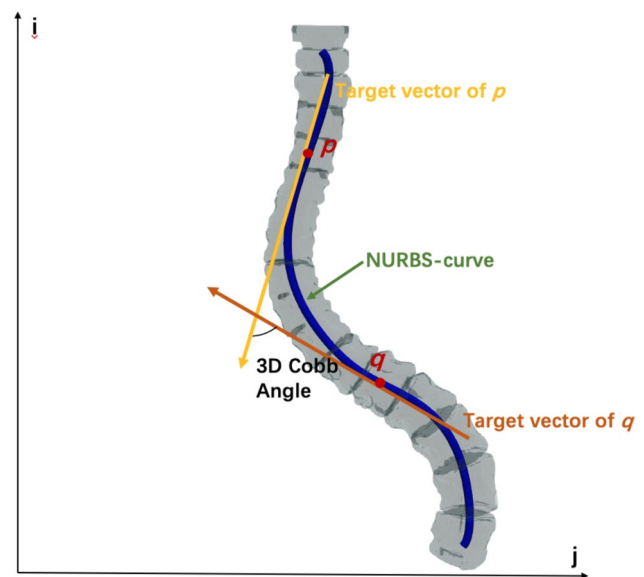 i
Target vector of p
p
NURBS-curve
q
3D Cobb
Angle
Target vector of q
j